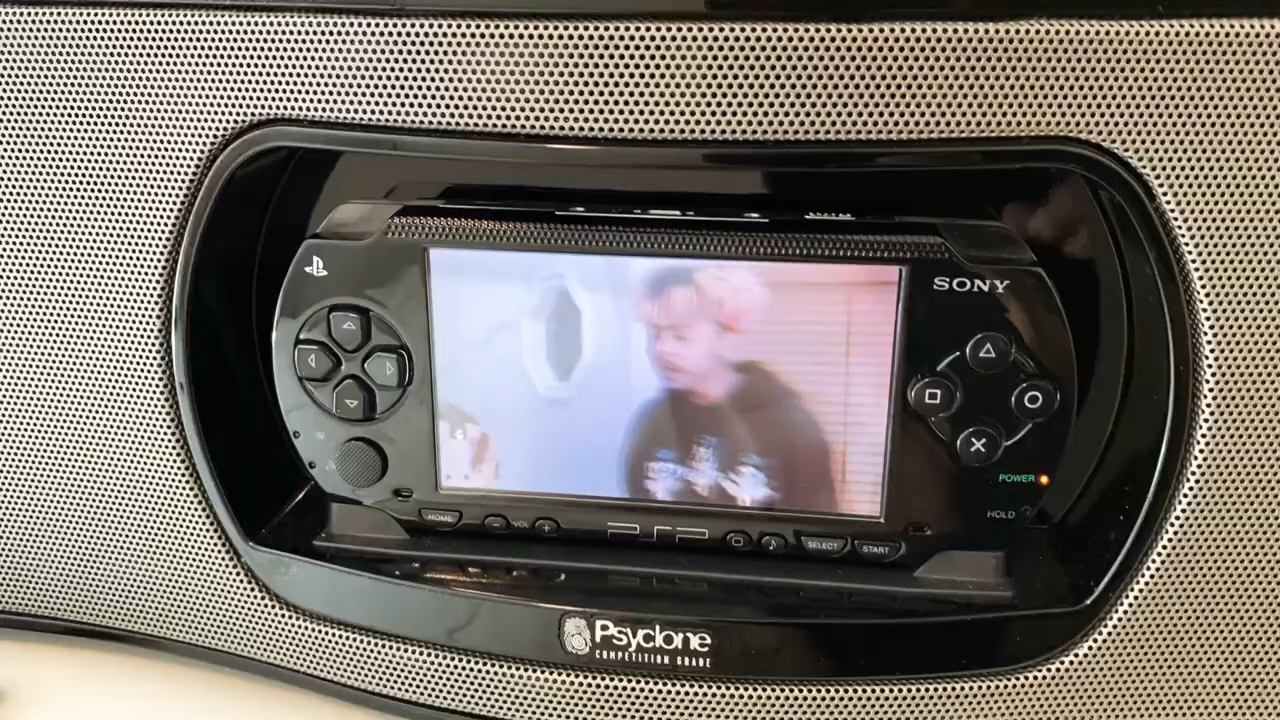 SONY
POWER
HOLD
HOME
VOL
PSP
SELECT
START
Psyclone
COMPETITION GRADE